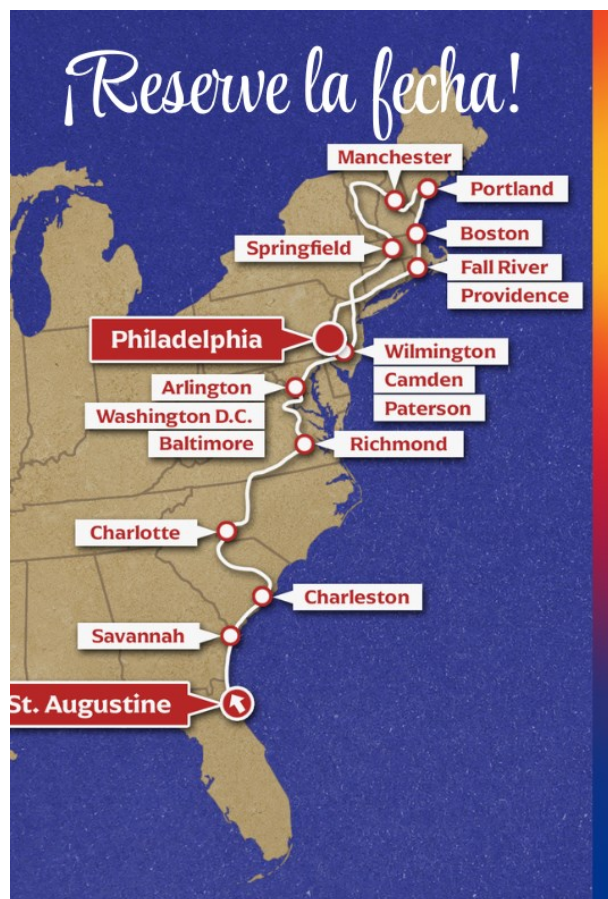 ¡Reserve la fecha!
Manchester
Portland
Boston
Springfield
Fall River
Providence
Philadelphia
Wilmington
Camden
Paterson
Arlington
Washington D.C.
Baltimore
Richmond
Charlotte
Charleston
Savannah
St. Augustine